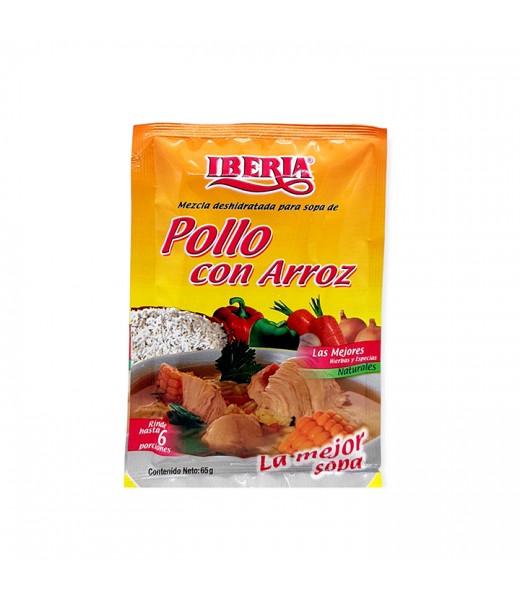 IBERIA®
Mezcla deshidratada para sopa de
Pollo
con Arroz
Las Mejores
Hierbas y Especias
Naturales
Rinde
hasta 6
porciones
La mejor
sopa
Contenido Neto: 65g